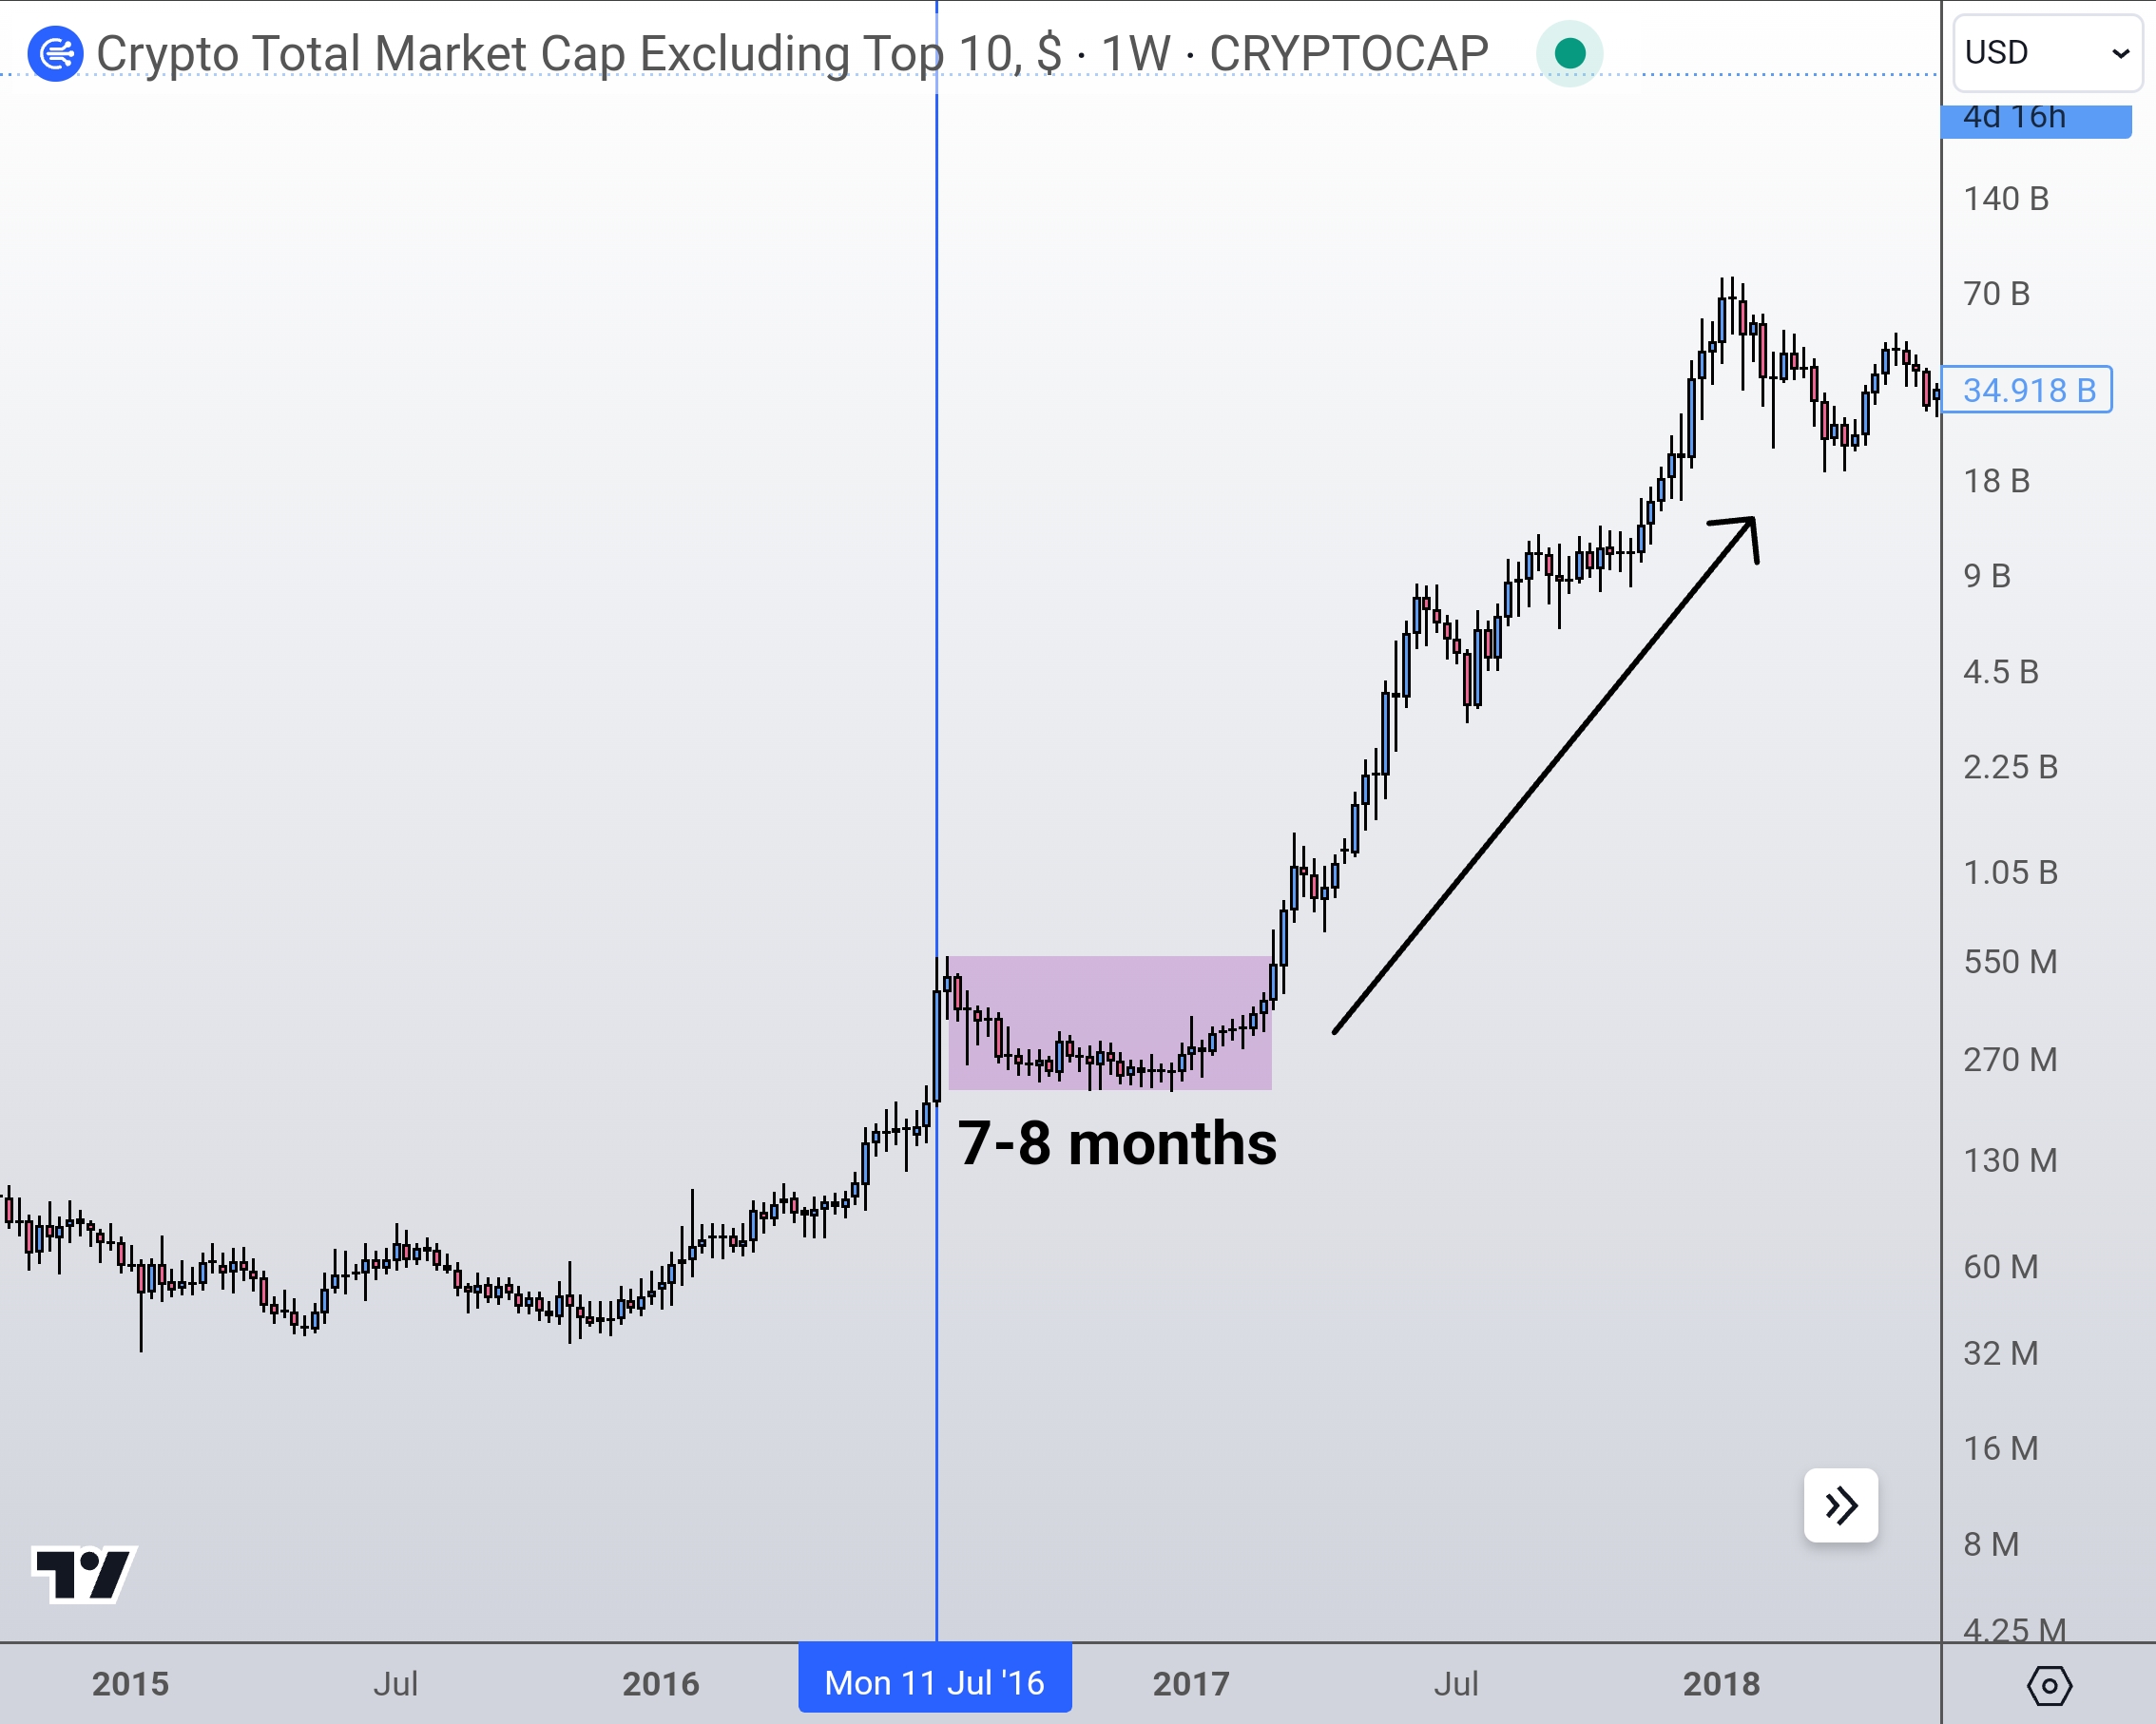 Crypto Total Market Cap Excluding Top 10, $ · 1W · CRYPTOCAP
USD
4d 16h
140 B
70 B
34.918 B
18 B
9 B
4.5 B
2.25 B
1.05 B
550 M
270 M
7-8 months
130 M
60 M
32 M
16 M
8 M
4.25 M
2015 Jul 2016 Mon 11 Jul '16 2017 Jul 2018